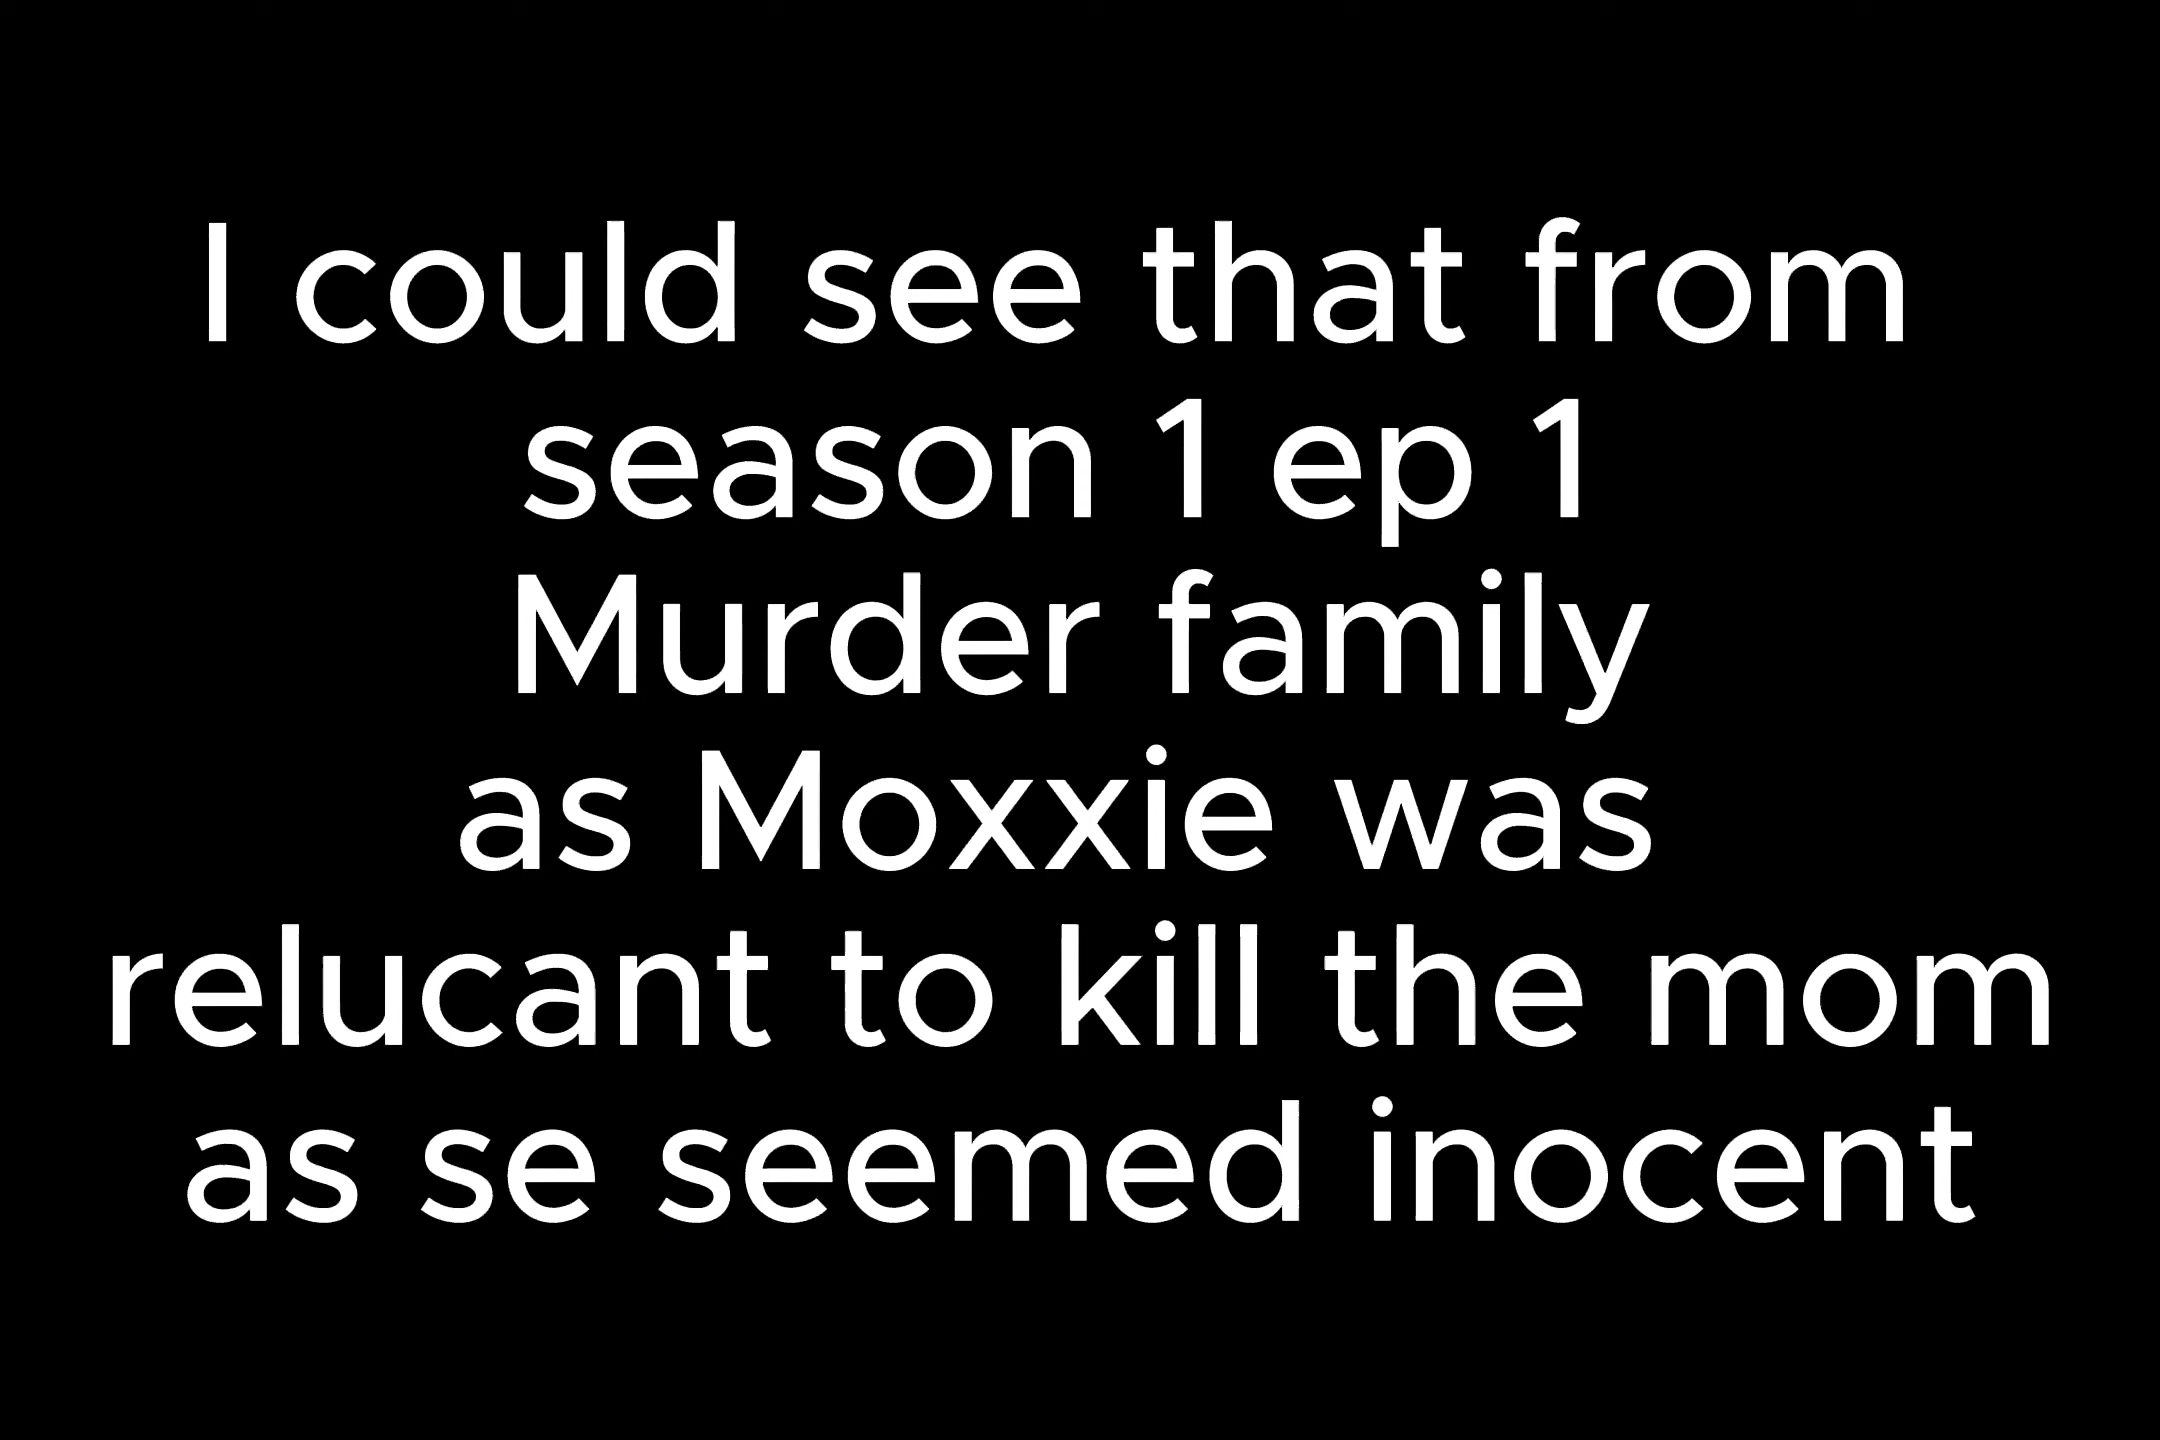 I could see that from
season 1 ep 1
Murder family
as Moxxie was
relucant to kill the mom
as se seemed inocent